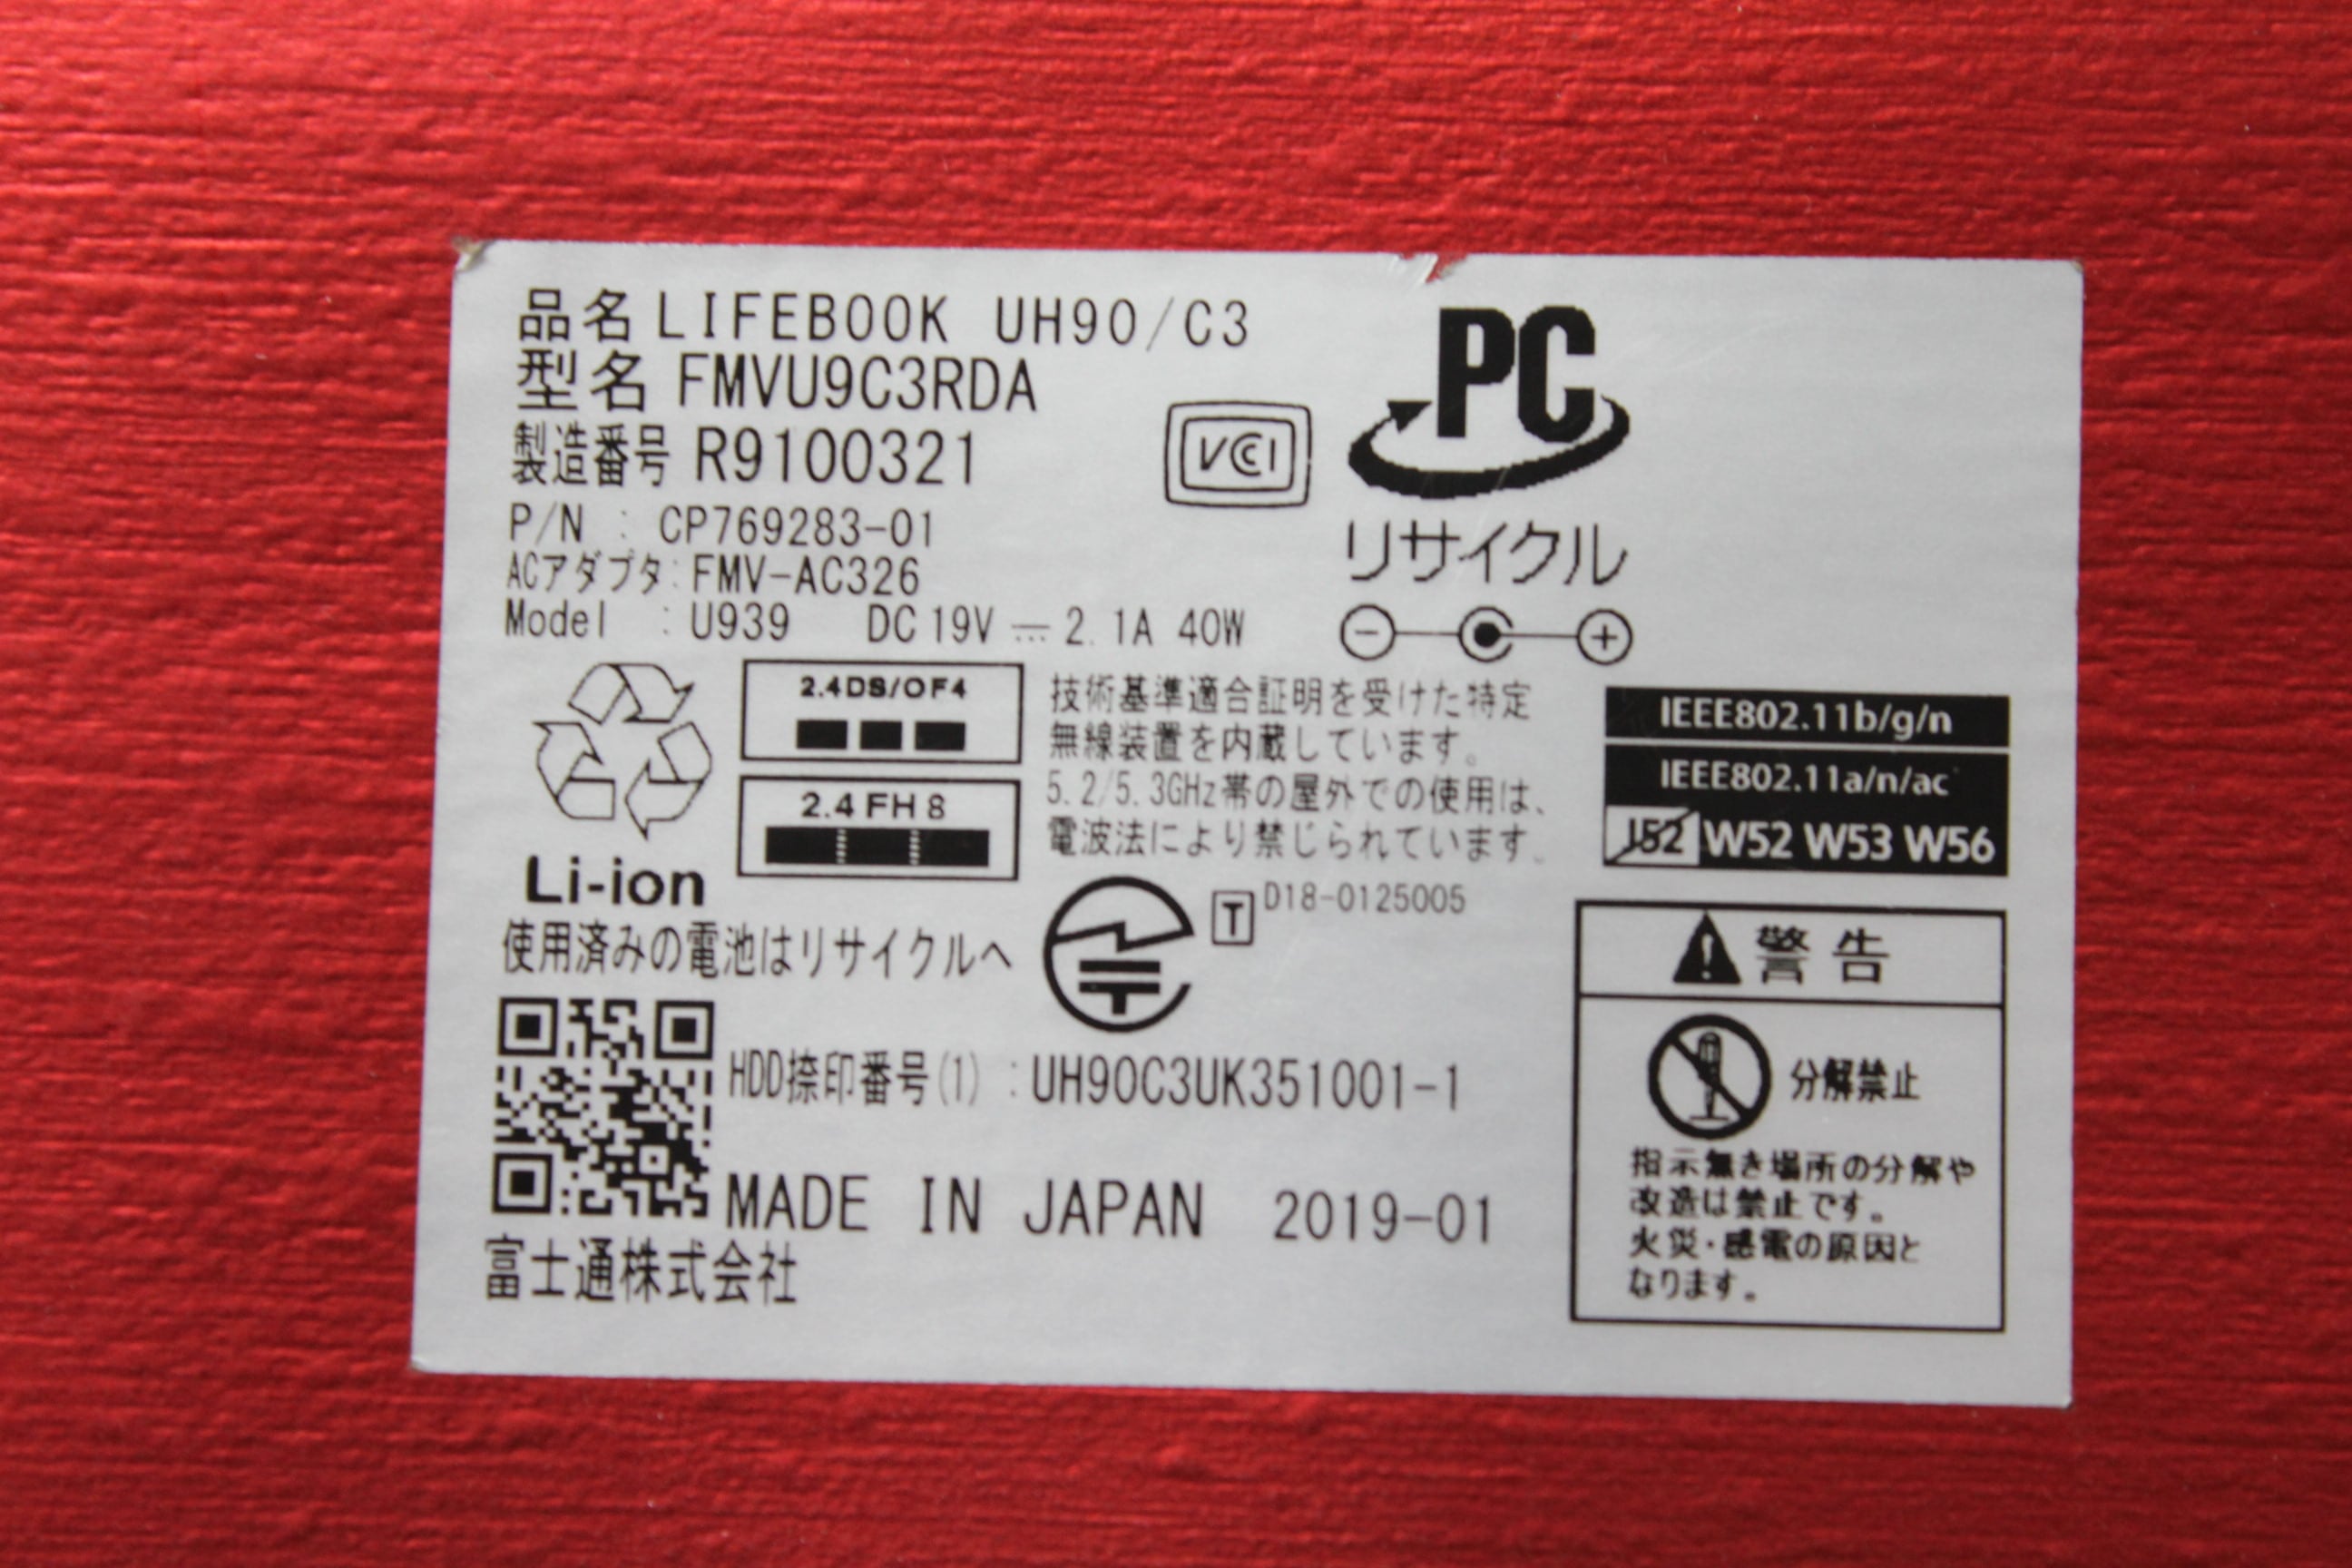 品名 LIFEBOOK UH90/C3
型名 FMVU9C3RDA
製造番号 R9100321
P/N : CP769283-01
ACアダプタ: FMV-AC326
Model : U939 DC19V ⎓ 2.1A 40W
VCCI
PC
リサイクル
2.4DS/OF4
2.4FH8
Li-ion
使用済みの電池はリサイクルへ
技術基準適合証明を受けた特定
無線装置を内蔵しています。
5.2/5.3GHz帯の屋外での使用は、
電波法により禁じられています。
T D18-0125005
IEEE802.11b/g/n
IEEE802.11a/n/ac
J52 W52 W53 W56
HDD捺印番号(1) : UH90C3UK351001-1
MADE IN JAPAN 2019-01
富士通株式会社
警告
分解禁止
指示無き場所の分解や
改造は禁止です。
火災・感電の原因と
なります。